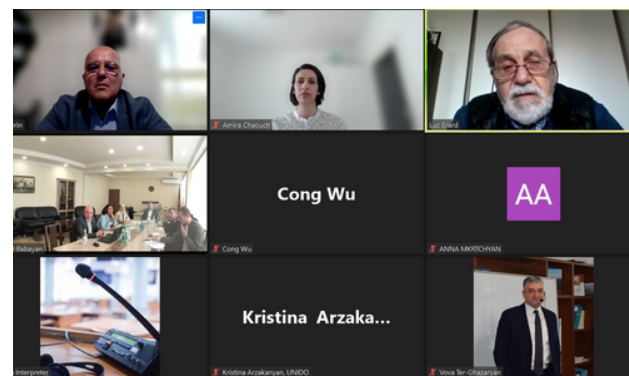 Amira Chaouch
Luc Erard
Babayan
Cong Wu
Cong Wu
AA
ANNA MKRTCHYAN
Interpreter
Kristina Arzaka...
Kristina Arzakanyan, UNIDO
Vova Ter-Ghazaryan